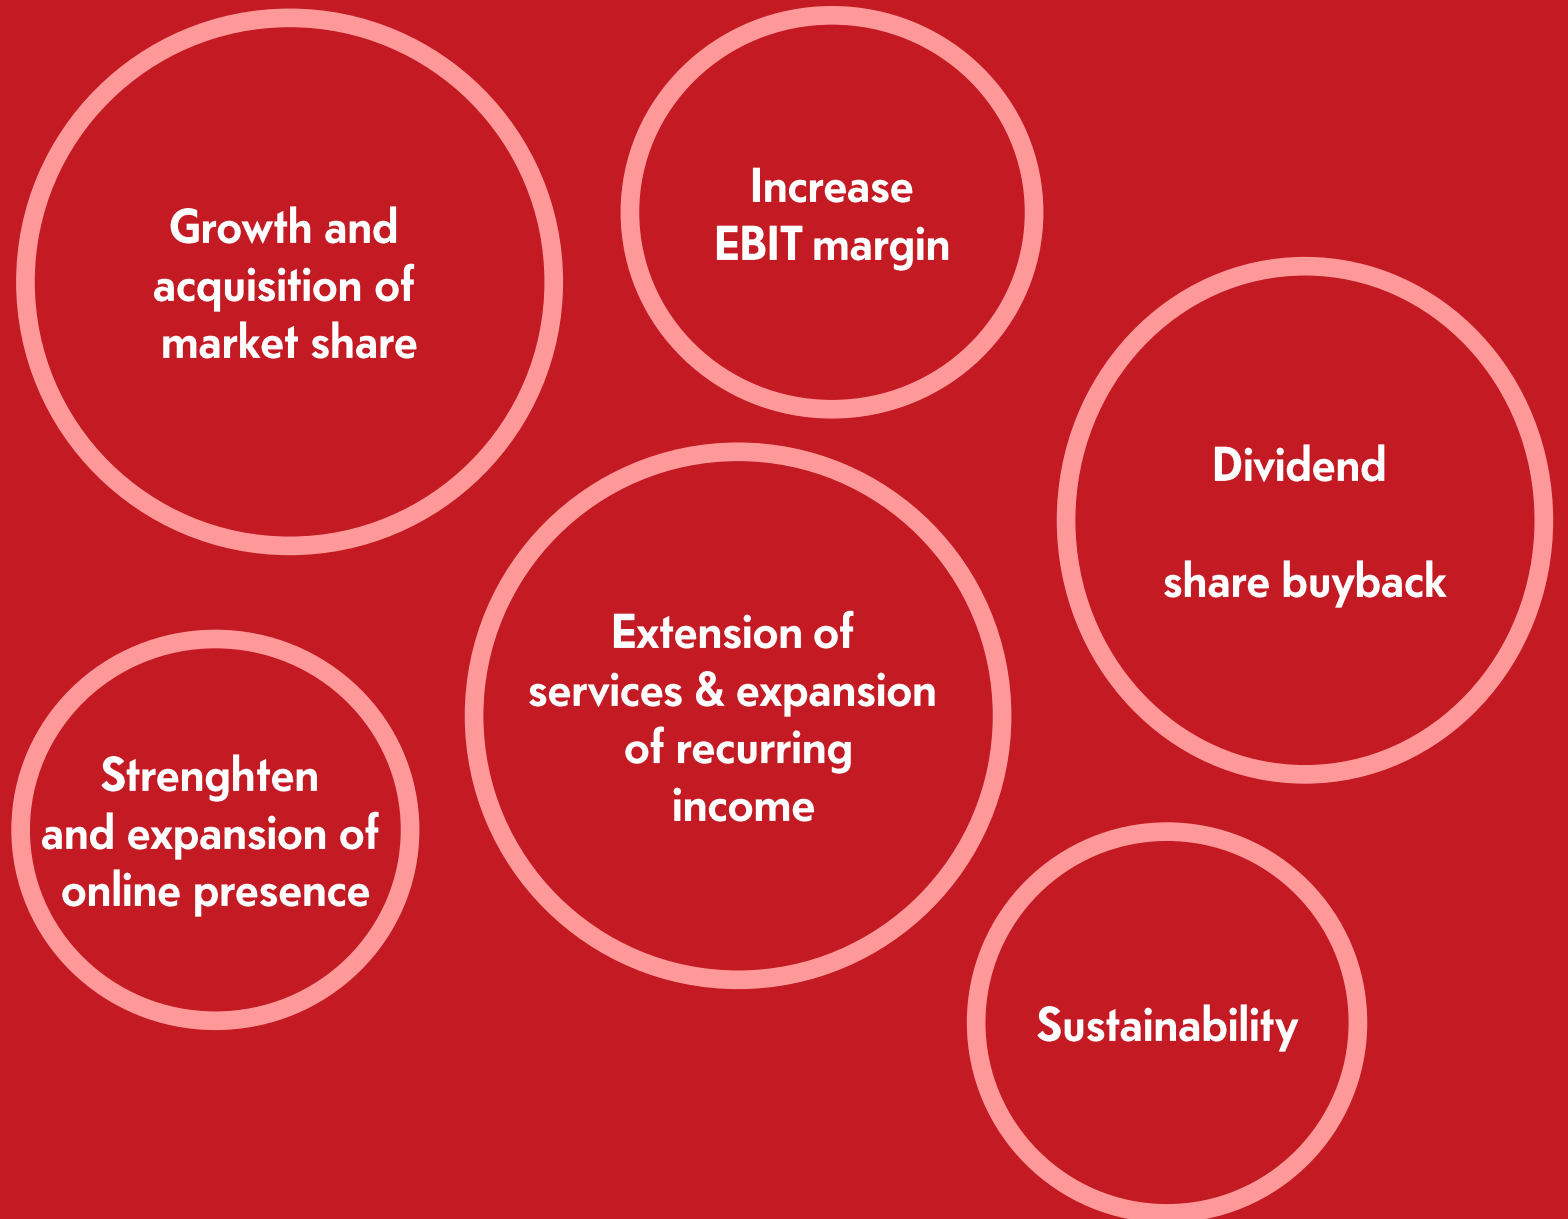 Growth and
acquisition of
market share
Increase
EBIT margin
Dividend
share buyback
Extension of
services & expansion
of recurring
income
Strenghten
and expansion of
online presence
Sustainability